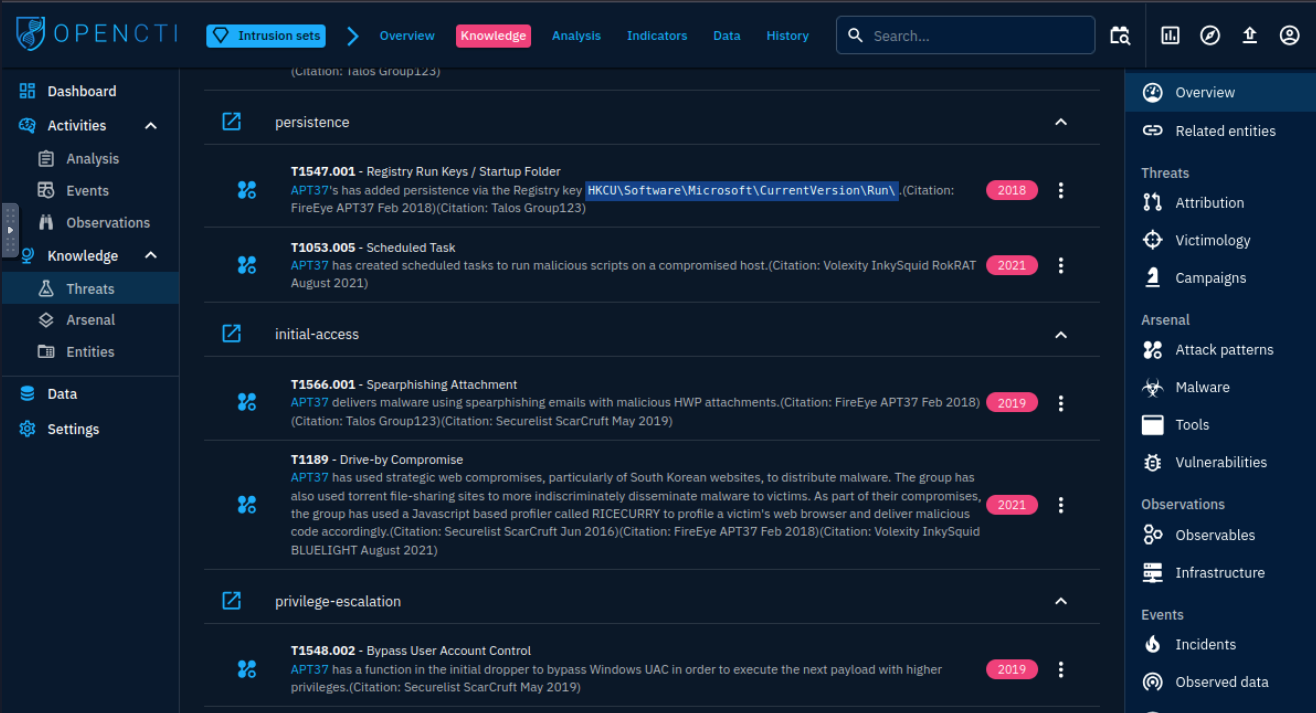 OPENCTI
Intrusion sets
Overview
Knowledge
Analysis
Indicators
Data
History
Search...
Dashboard
Activities
Analysis
Events
Observations
Knowledge
Threats
Arsenal
Entities
Data
Settings
(Citation: Talos Group123)
persistence
T1547.001 - Registry Run Keys / Startup Folder
APT37's has added persistence via the Registry key HKCU\Software\Microsoft\CurrentVersion\Run\.(Citation:
FireEye APT37 Feb 2018)(Citation: Talos Group123)
2018
T1053.005 - Scheduled Task
APT37 has created scheduled tasks to run malicious scripts on a compromised host.(Citation: Volexity InkySquid RokRAT
August 2021)
2021
initial-access
T1566.001 - Spearphishing Attachment
APT37 delivers malware using spearphishing emails with malicious HWP attachments.(Citation: FireEye APT37 Feb 2018)
(Citation: Talos Group123)(Citation: Securelist ScarCruft May 2019)
2019
T1189 - Drive-by Compromise
APT37 has used strategic web compromises, particularly of South Korean websites, to distribute malware. The group has
also used torrent file-sharing sites to more indiscriminately disseminate malware to victims. As part of their compromises,
the group has used a Javascript based profiler called RICECURRY to profile a victim's web browser and deliver malicious
code accordingly.(Citation: Securelist ScarCruft Jun 2016)(Citation: FireEye APT37 Feb 2018)(Citation: Volexity InkySquid
BLUELIGHT August 2021)
2021
privilege-escalation
T1548.002 - Bypass User Account Control
APT37 has a function in the initial dropper to bypass Windows UAC in order to execute the next payload with higher
privileges.(Citation: Securelist ScarCruft May 2019)
2019
Overview
Related entities
Threats
Attribution
Victimology
Campaigns
Arsenal
Attack patterns
Malware
Tools
Vulnerabilities
Observations
Observables
Infrastructure
Events
Incidents
Observed data